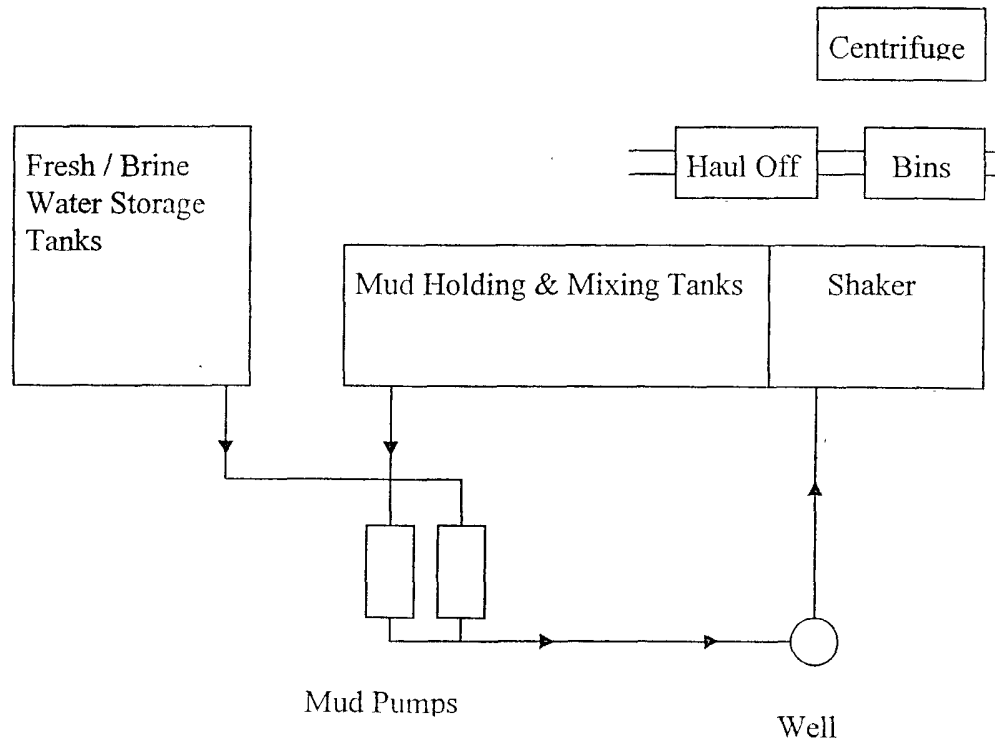 Centrifuge
Fresh / Brine
Water Storage
Tanks
Haul Off
Bins
Mud Holding & Mixing Tanks
Shaker
Mud Pumps
Well